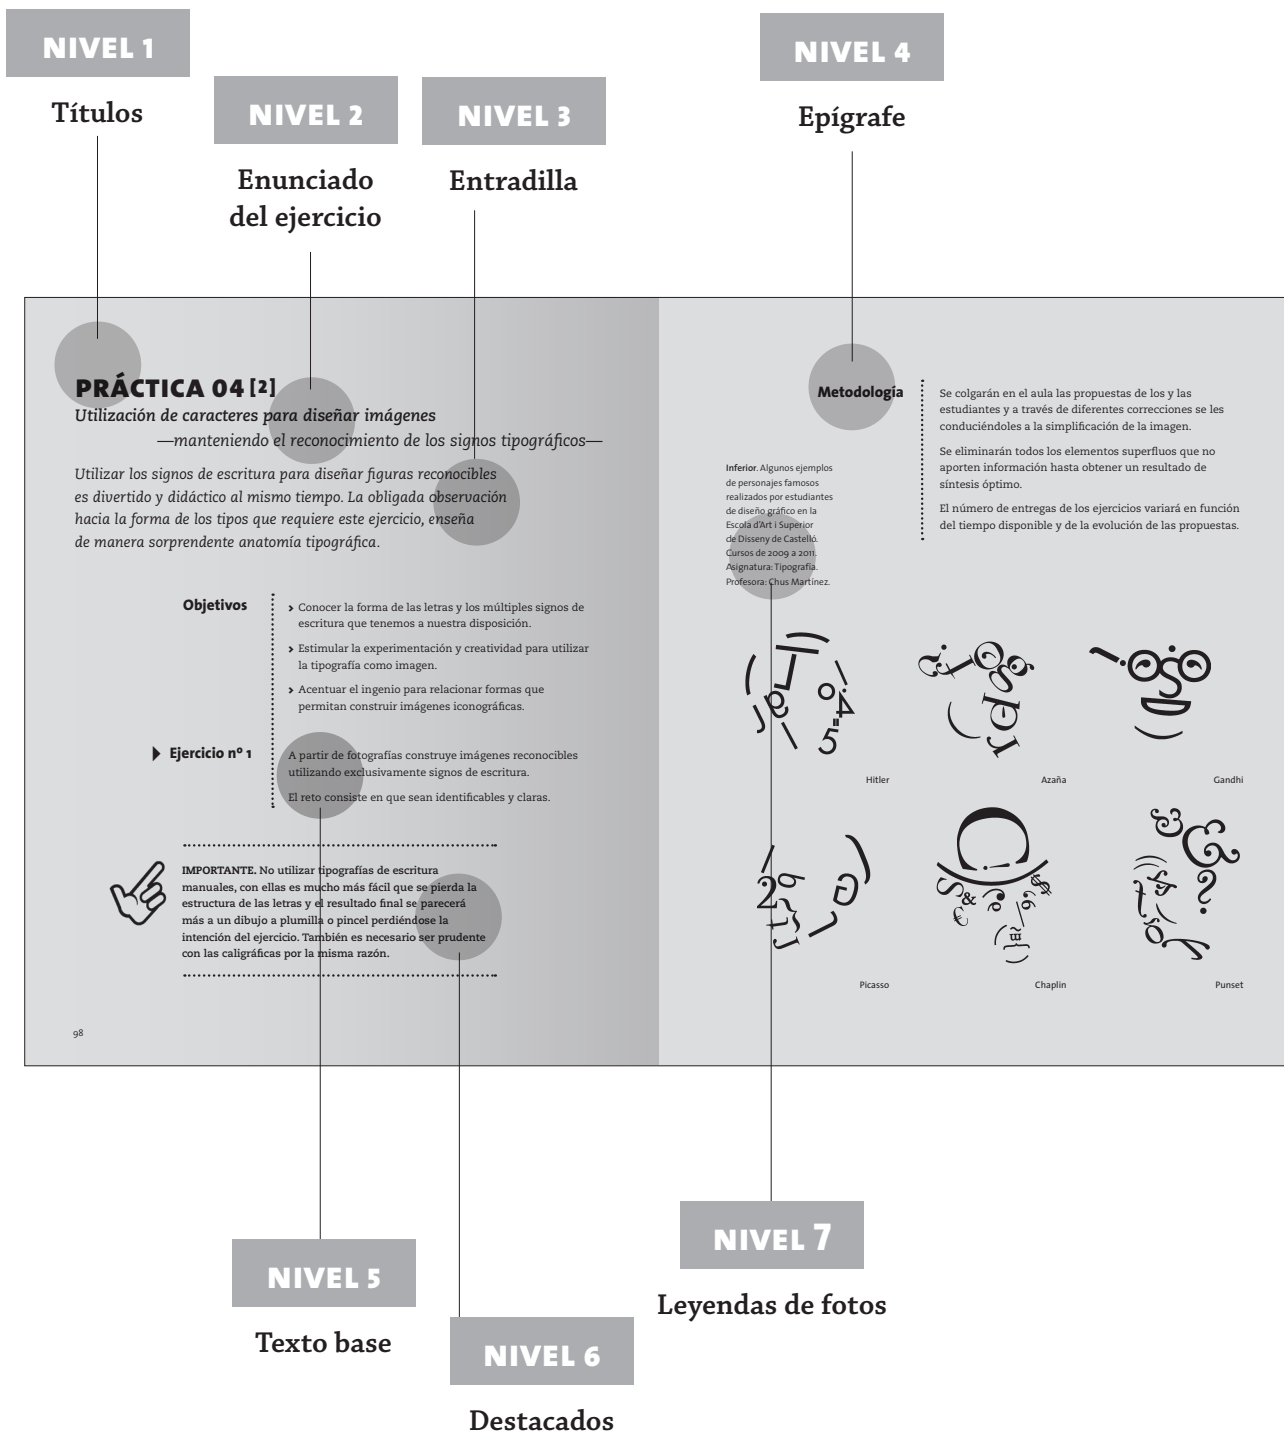 NIVEL 1
Títulos
NIVEL 2
Enunciado
del ejercicio
NIVEL 3
Entradilla
NIVEL 4
Epígrafe
PRÁCTICA 04 [2]
Utilización de caracteres para diseñar imágenes
—manteniendo el reconocimiento de los signos tipográficos—
Utilizar los signos de escritura para diseñar figuras reconocibles
es divertido y didáctico al mismo tiempo. La obligada observación
hacia la forma de los tipos que requiere este ejercicio, enseña
de manera sorprendente anatomía tipográfica.
Objetivos
› Conocer la forma de las letras y los múltiples signos de
escritura que tenemos a nuestra disposición.
› Estimular la experimentación y creatividad para utilizar
la tipografía como imagen.
› Acentuar el ingenio para relacionar formas que
permitan construir imágenes iconográficas.
Ejercicio nº 1
A partir de fotografías construye imágenes reconocibles
utilizando exclusivamente signos de escritura.
El reto consiste en que sean identificables y claras.
IMPORTANTE. No utilizar tipografías de escritura
manuales, con ellas es mucho más fácil que se pierda la
estructura de las letras y el resultado final se parecerá
más a un dibujo a plumilla o pincel perdiéndose la
intención del ejercicio. También es necesario ser prudente
con las caligráficas por la misma razón.
98
Metodología
Se colgarán en el aula las propuestas de los y las
estudiantes y a través de diferentes correcciones se les
conduciéndoles a la simplificación de la imagen.
Se eliminarán todos los elementos superfluos que no
aporten información hasta obtener un resultado de
síntesis óptimo.
El número de entregas de los ejercicios variará en función
del tiempo disponible y de la evolución de las propuestas.
Inferior. Algunos ejemplos
de personajes famosos
realizados por estudiantes
de diseño gráfico en la
Escola d'Art i Superior
de Disseny de Castelló.
Cursos de 2009 a 2011.
Asignatura: Tipografía.
Profesora: Chus Martínez.
Hitler
Azaña
Gandhi
Picasso
Chaplin
Punset
NIVEL 5
Texto base
NIVEL 6
Destacados
NIVEL 7
Leyendas de fotos